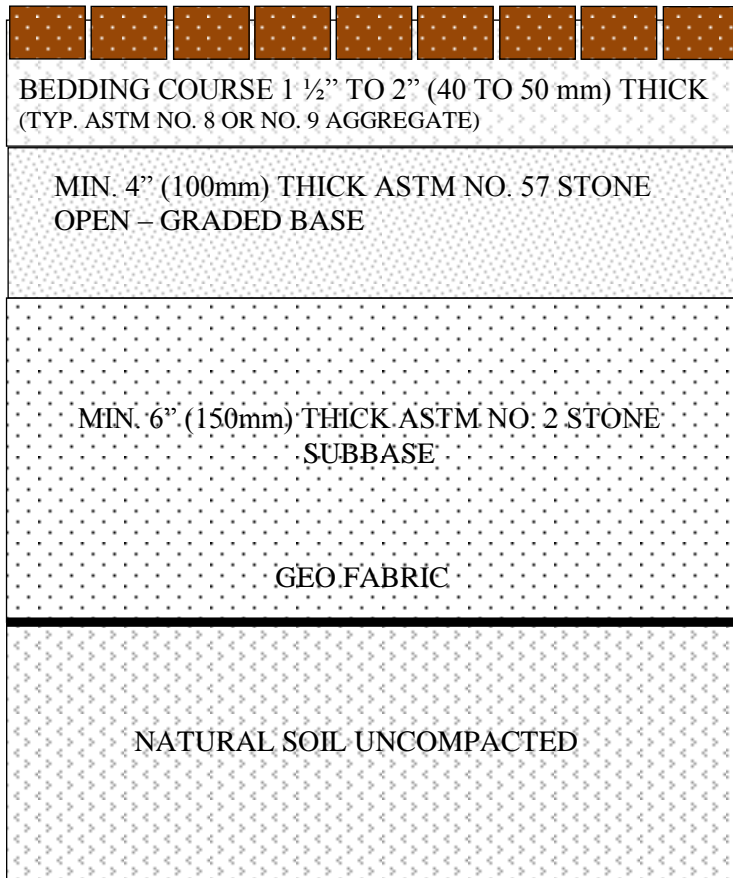 BEDDING COURSE 1 ½” TO 2” (40 TO 50 mm) THICK
(TYP. ASTM NO. 8 OR NO. 9 AGGREGATE)
MIN. 4” (100mm) THICK ASTM NO. 57 STONE
OPEN – GRADED BASE
MIN. 6” (150mm) THICK ASTM NO. 2 STONE
SUBBASE
GEO FABRIC
NATURAL SOIL UNCOMPACTED